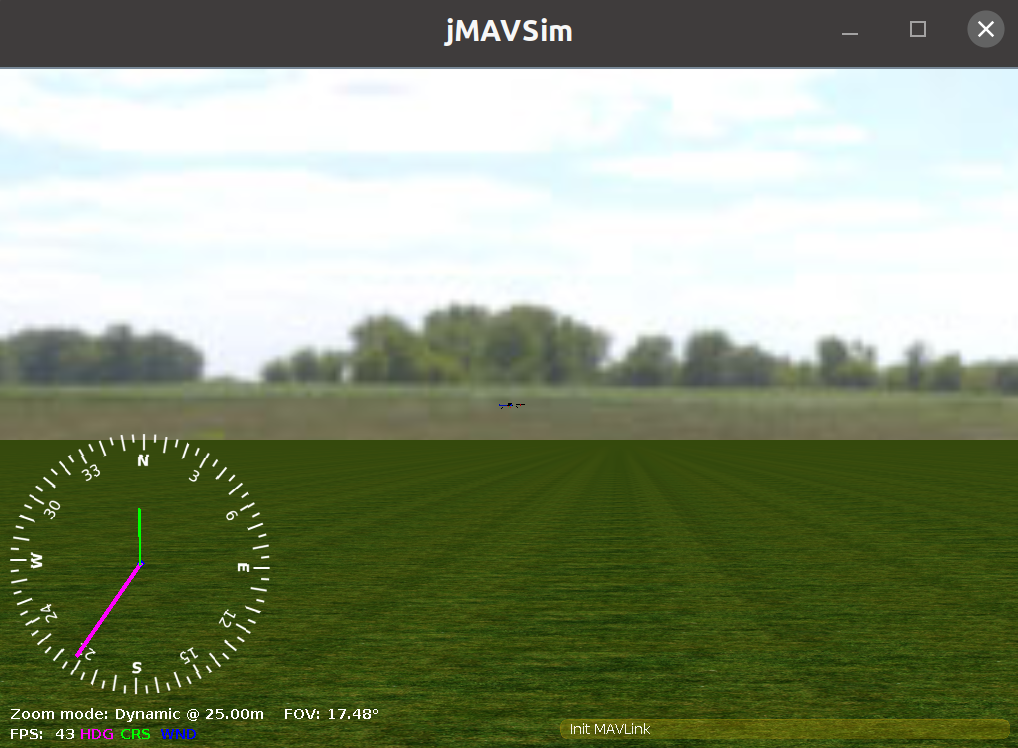 jMAVSim
N
33
3
30
6
W
E
24
12
15
S
Zoom mode: Dynamic @ 25.00m FOV: 17.48°
FPS: 43 HDG CRS WND
Init MAVLink